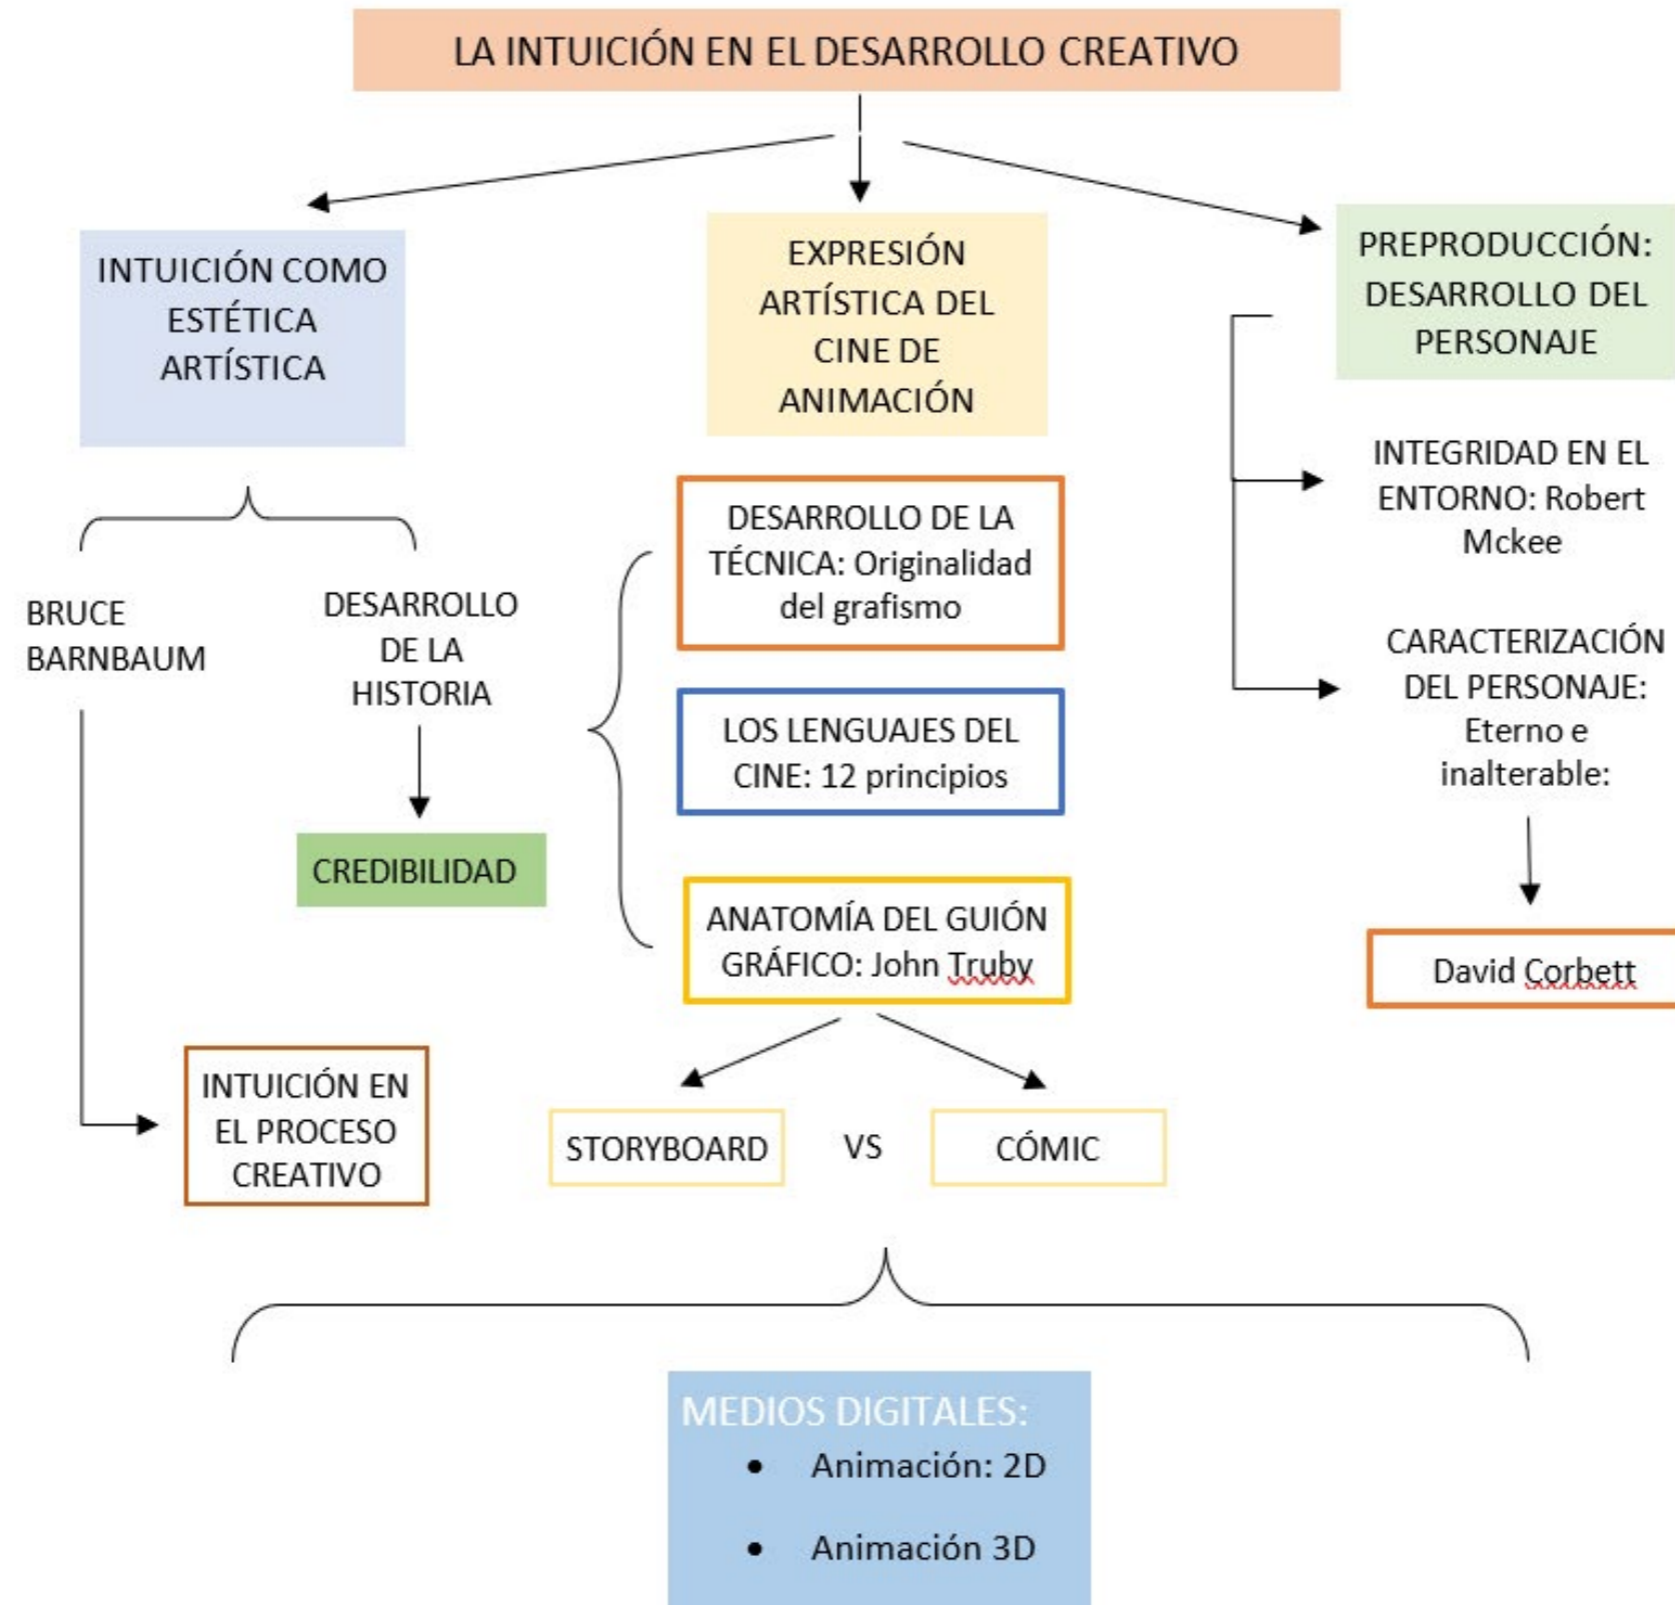 LA INTUICIÓN EN EL DESARROLLO CREATIVO
INTUICIÓN COMO
ESTÉTICA
ARTÍSTICA
EXPRESIÓN
ARTÍSTICA DEL
CINE DE
ANIMACIÓN
PREPRODUCCIÓN:
DESARROLLO DEL
PERSONAJE
BRUCE
BARNBAUM
DESARROLLO
DE LA
HISTORIA
CREDIBILIDAD
INTUICIÓN EN
EL PROCESO
CREATIVO
DESARROLLO DE LA
TÉCNICA: Originalidad
del grafismo
LOS LENGUAJES DEL
CINE: 12 principios
ANATOMÍA DEL GUIÓN
GRÁFICO: John Truby
STORYBOARD
VS
CÓMIC
INTEGRIDAD EN EL
ENTORNO: Robert
Mckee
CARACTERIZACIÓN
DEL PERSONAJE:
Eterno e
inalterable:
David Corbett
MEDIOS DIGITALES:
• Animación: 2D
• Animación 3D